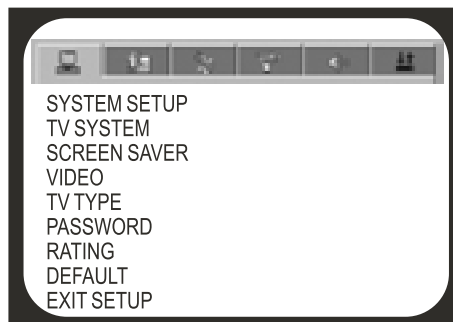 SYSTEM SETUP
TV SYSTEM
SCREEN SAVER
VIDEO
TV TYPE
PASSWORD
RATING
DEFAULT
EXIT SETUP